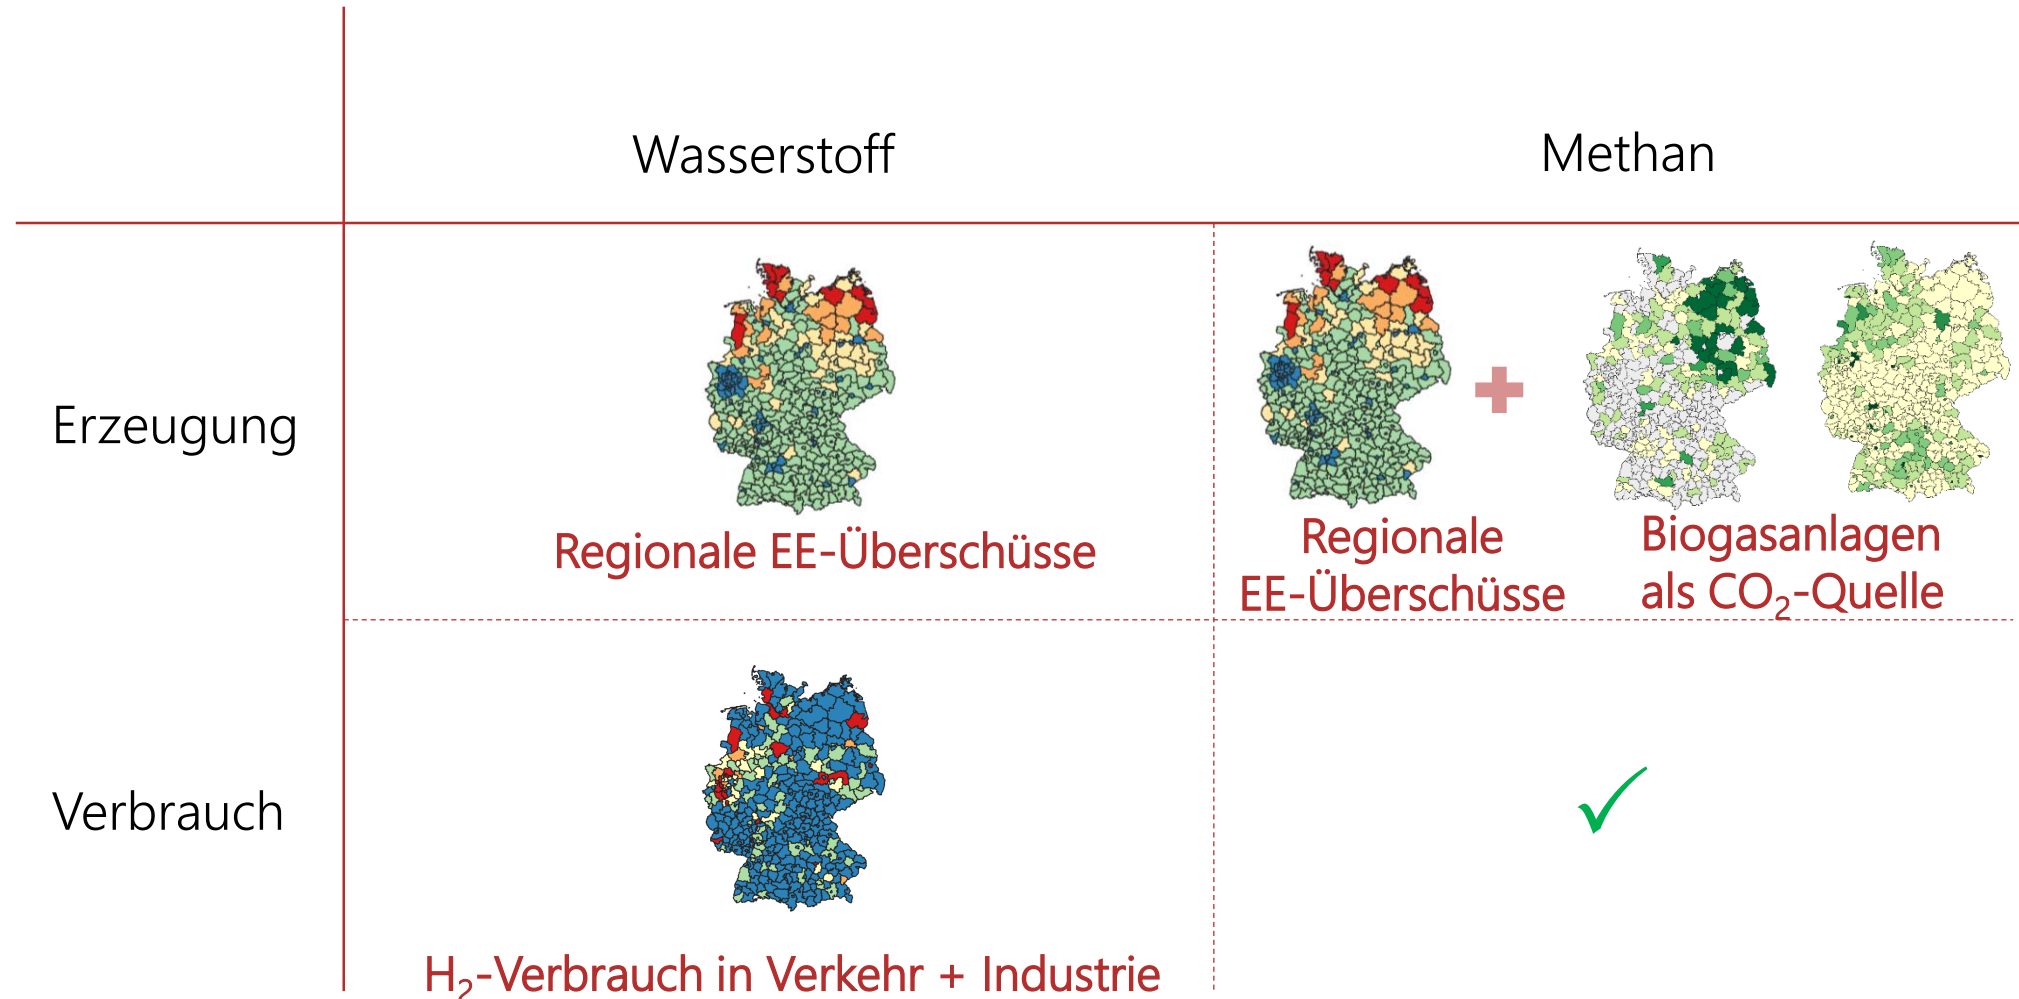 Wasserstoff
Methan
Erzeugung
Regionale EE-Überschüsse
Regionale
EE-Überschüsse
Biogasanlagen
als CO₂-Quelle
Verbrauch
H₂-Verbrauch in Verkehr + Industrie